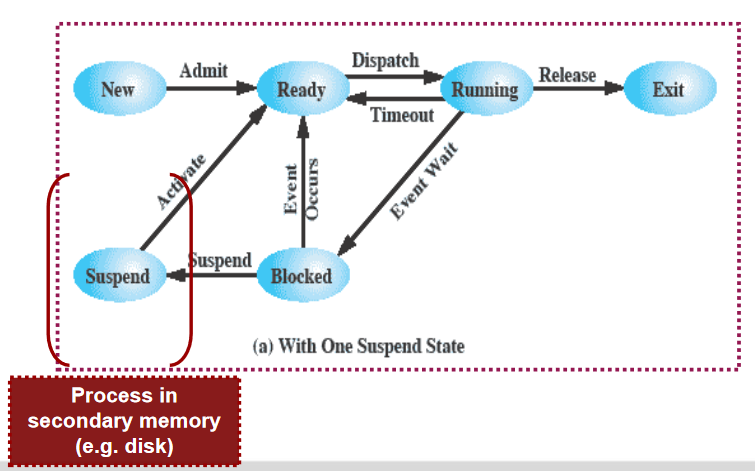 Dispatch
Admit
Release
New
Ready
Running
Exit
Timeout
Activate
Event
Occurs
Event Wait
Suspend
Suspend
Blocked
(a) With One Suspend State
Process in
secondary memory
(e.g. disk)